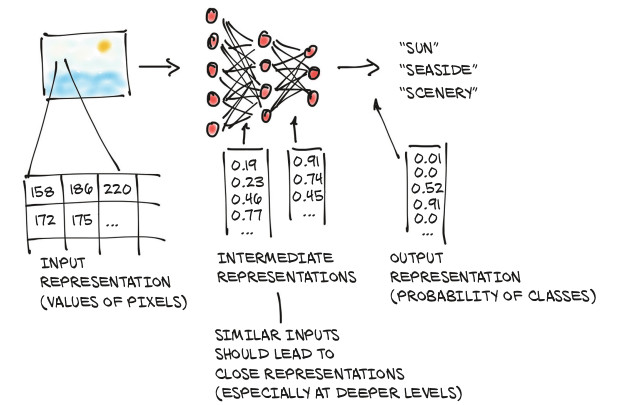 "SUN"
"SEASIDE"
"SCENERY"
158 186 220
172 175 ...
0.19
0.23
0.46
0.77
...
0.91
0.74
0.45
...
0.01
0.0
0.52
0.91
0.0
...
INPUT
REPRESENTATION
(VALUES OF PIXELS)
INTERMEDIATE
REPRESENTATIONS
OUTPUT
REPRESENTATION
(PROBABILITY OF CLASSES)
SIMILAR INPUTS
SHOULD LEAD TO
CLOSE REPRESENTATIONS
(ESPECIALLY AT DEEPER LEVELS)